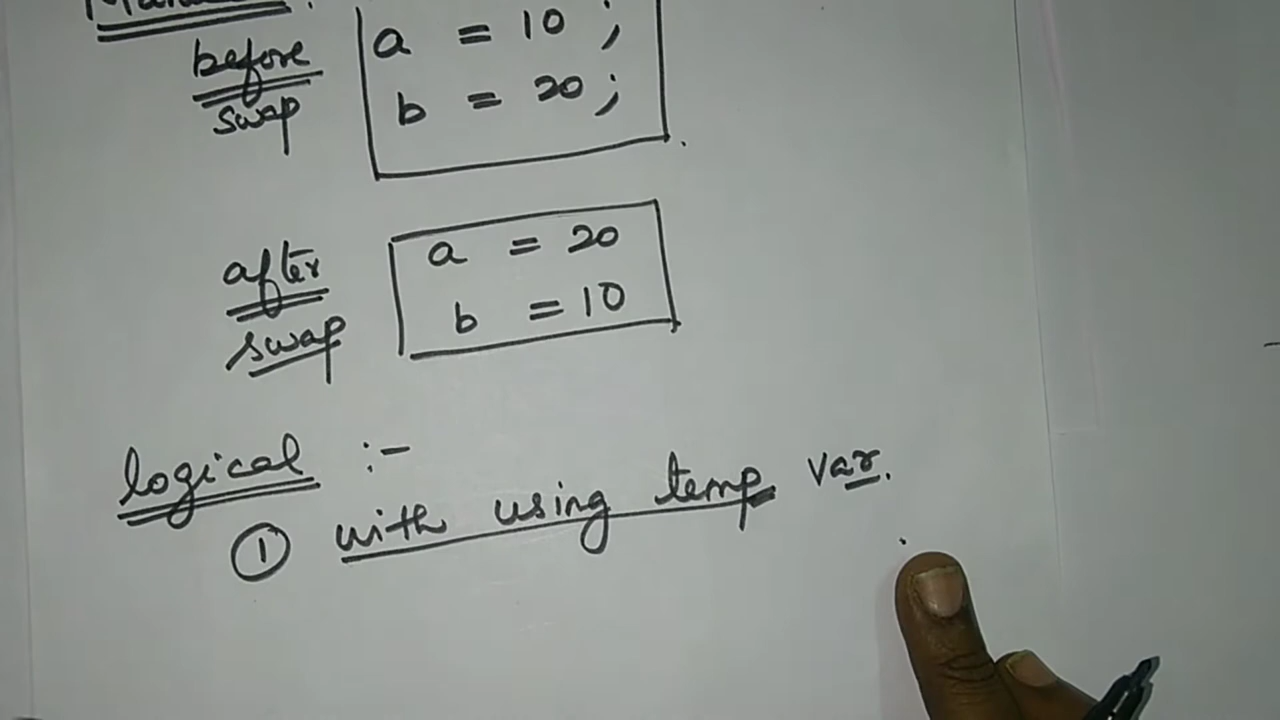 before
swap
a = 10 ;
b = 20 ;
after
swap
a = 20
b = 10
logical :-
① with using temp var.